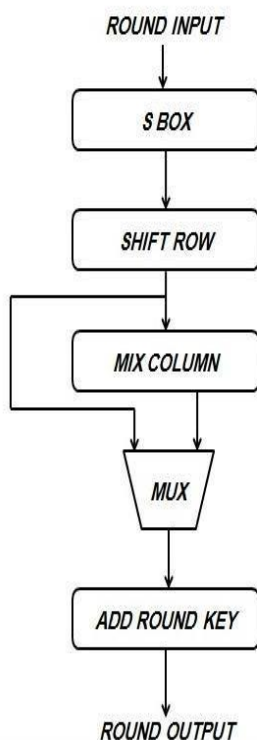 ROUND INPUT
S BOX
SHIFT ROW
MIX COLUMN
MUX
ADD ROUND KEY
ROUND OUTPUT